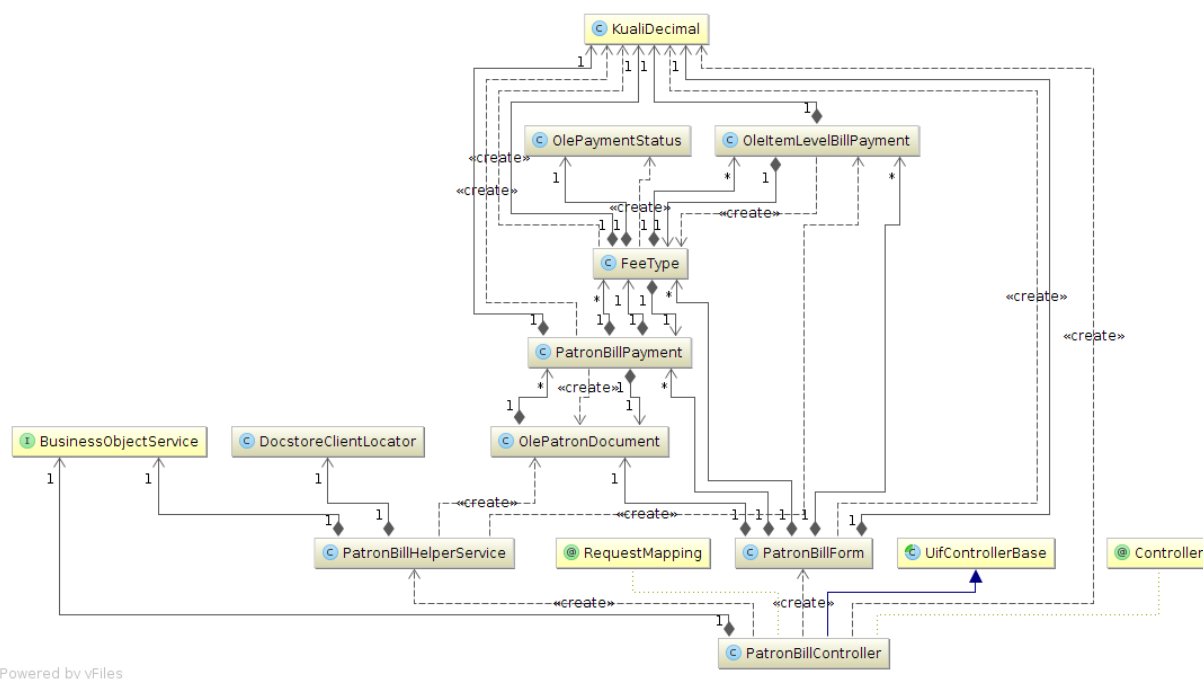 C KualiDecimal
1
1
1
1
1
C OlePaymentStatus
C OleItemLevelBillPayment
«create»
1
*
1
*
«create»
«create»
«create»
1
1
1
1
C FeeType
*
1
1
*
«create»
1
1
1
1
«create»
C PatronBillPayment
*
«create»
1
*
1
1
I BusinessObjectService
C DocstoreClientLocator
C OlePatronDocument
1
1
1
1
«create»
1
1
«create»
1
1
1
1
1
C PatronBillHelperService
@ RequestMapping
C PatronBillForm
C UifControllerBase
@ Controller
«create»
«create»
1
C PatronBillController
Powered by yFiles